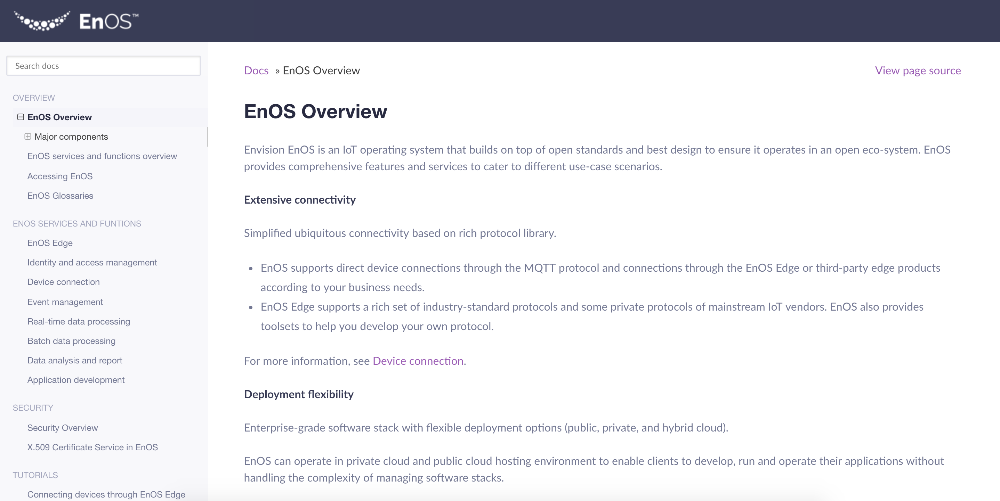 EnOS™
Search docs
OVERVIEW
EnOS Overview
Major components
EnOS services and functions overview
Accessing EnOS
EnOS Glossaries
ENOS SERVICES AND FUNTIONS
EnOS Edge
Identity and access management
Device connection
Event management
Real-time data processing
Batch data processing
Data analysis and report
Application development
SECURITY
Security Overview
X.509 Certificate Service in EnOS
TUTORIALS
Connecting devices through EnOS Edge
Docs » EnOS Overview
View page source
EnOS Overview
Envision EnOS is an IoT operating system that builds on top of open standards and best design to ensure it operates in an open eco-system. EnOS
provides comprehensive features and services to cater to different use-case scenarios.
Extensive connectivity
Simplified ubiquitous connectivity based on rich protocol library.
• EnOS supports direct device connections through the MQTT protocol and connections through the EnOS Edge or third-party edge products
according to your business needs.
• EnOS Edge supports a rich set of industry-standard protocols and some private protocols of mainstream IoT vendors. EnOS also provides
toolsets to help you develop your own protocol.
For more information, see Device connection.
Deployment flexibility
Enterprise-grade software stack with flexible deployment options (public, private, and hybrid cloud).
EnOS can operate in private cloud and public cloud hosting environment to enable clients to develop, run and operate their applications without
handling the complexity of managing software stacks.